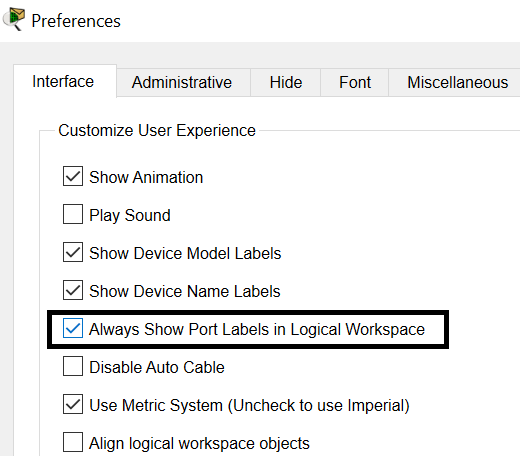 Preferences
Interface Administrative Hide Font Miscellaneous
Customize User Experience
Show Animation
Play Sound
Show Device Model Labels
Show Device Name Labels
Always Show Port Labels in Logical Workspace
Disable Auto Cable
Use Metric System (Uncheck to use Imperial)
Align logical workspace objects